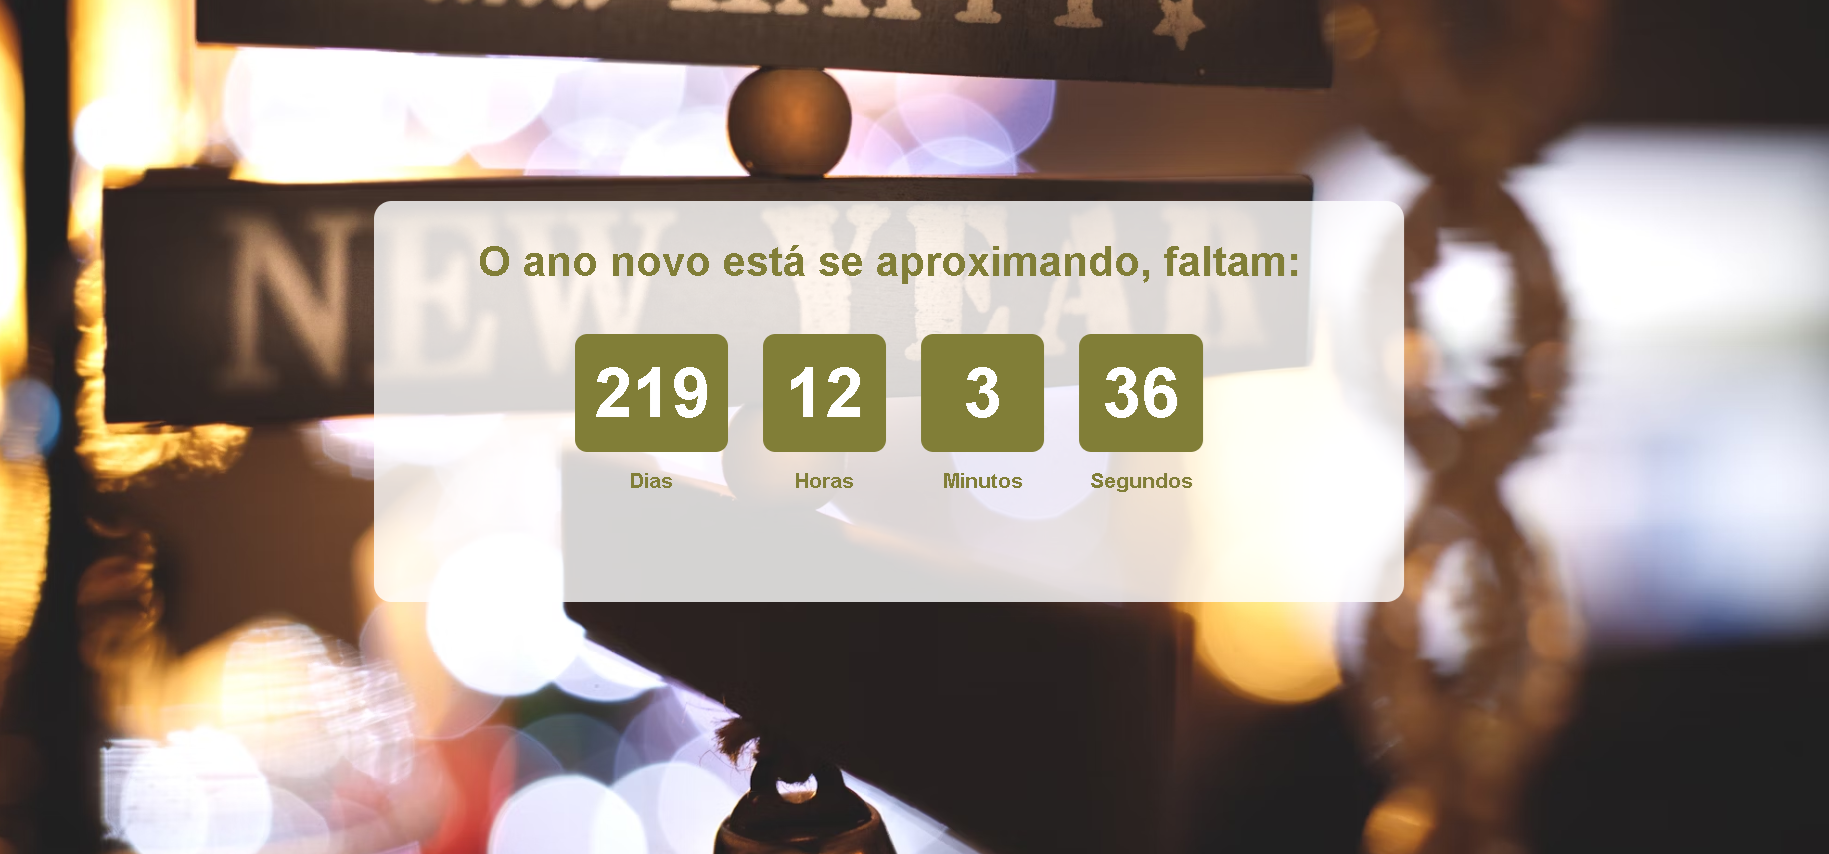 NEW YEAR
O ano novo está se aproximando, faltam:
219 12 3 36
Dias Horas Minutos Segundos